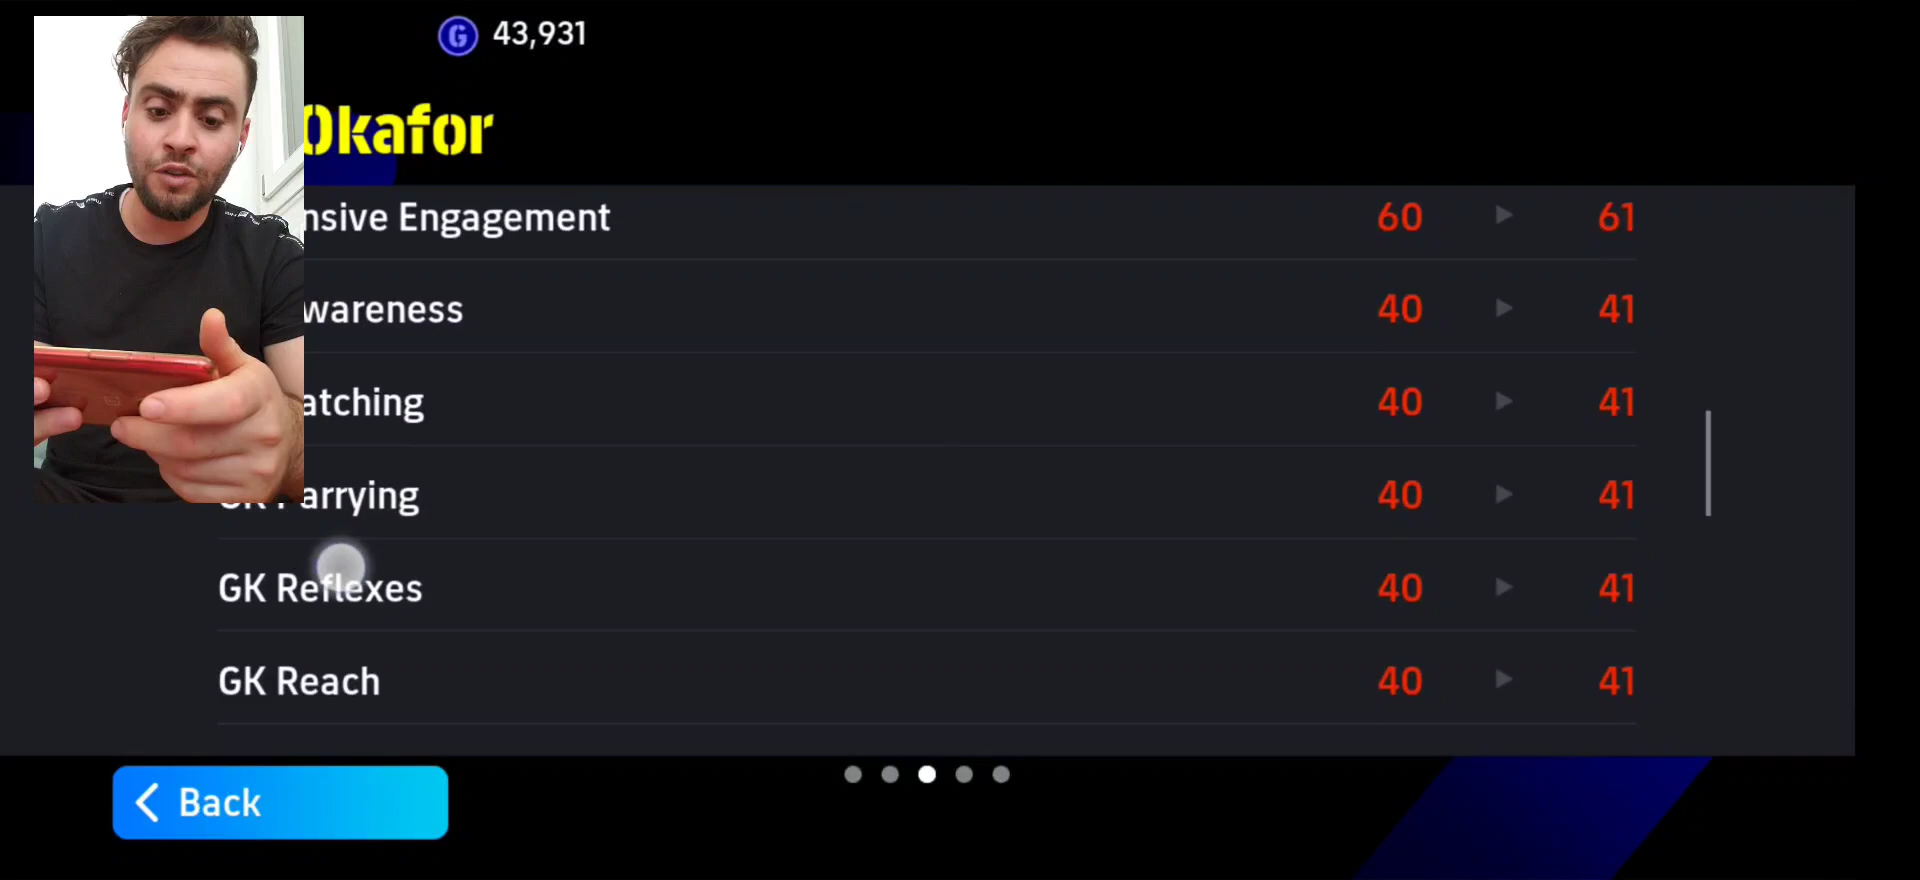 G 43,931
Okafor
nsive Engagement 60 61
wareness 40 41
atching 40 41
arrying 40 41
GK Reflexes 40 41
GK Reach 40 41
Back